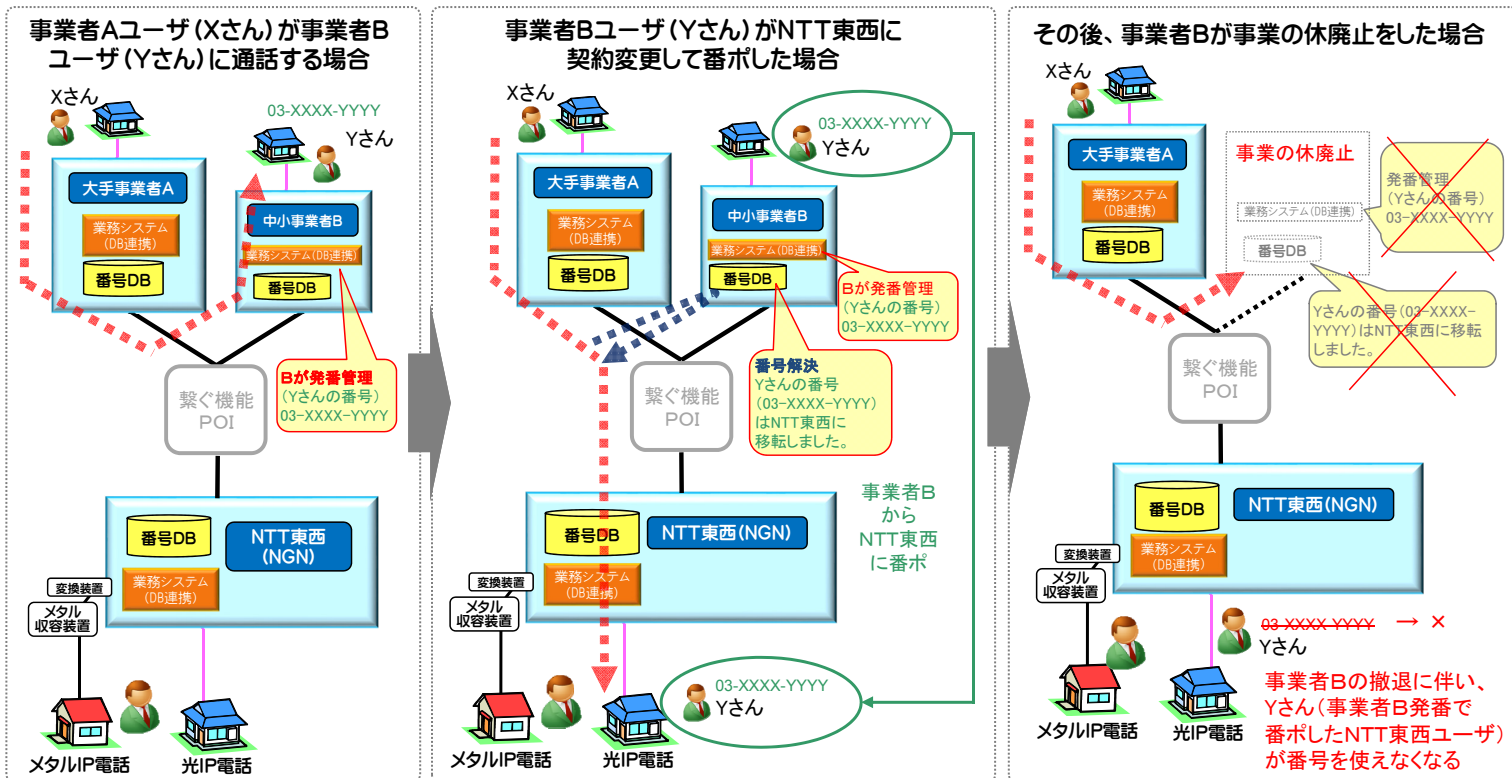 事業者Aユーザ(Xさん)が事業者B
ユーザ(Yさん)に通話する場合
Xさん
03-XXXX-YYYY
Yさん
大手事業者A
業務システム
(DB連携)
番号DB
中小事業者B
業務システム(DB連携)
番号DB
Bが発番管理
(Yさんの番号)
03-XXXX-YYYY
繋ぐ機能
POI
番号DB
NTT東西
(NGN)
業務システム
(DB連携)
変換装置
メタル
収容装置
メタルIP電話
光IP電話
事業者Bユーザ(Yさん)がNTT東西に
契約変更して番ポした場合
Xさん
03-XXXX-YYYY
Yさん
大手事業者A
業務システム
(DB連携)
番号DB
中小事業者B
業務システム(DB連携)
番号DB
Bが発番管理
(Yさんの番号)
03-XXXX-YYYY
番号解決
Yさんの番号
(03-XXXX-YYYY)
はNTT東西に
移転しました。
繋ぐ機能
POI
事業者B
から
NTT東西
に番ポ
番号DB
NTT東西(NGN)
業務システム
(DB連携)
変換装置
メタル
収容装置
03-XXXX-YYYY
Yさん
メタルIP電話
光IP電話
その後、事業者Bが事業の休廃止をした場合
Xさん
大手事業者A
業務システム
(DB連携)
番号DB
事業の休廃止
業務システム(DB連携)
番号DB
発番管理
(Yさんの番号)
03-XXXX-YYYY
Yさんの番号(03-XXXX-
YYYY)はNTT東西に移転
しました。
繋ぐ機能
POI
番号DB
NTT東西(NGN)
業務システム
(DB連携)
変換装置
メタル
収容装置
03-XXXX-YYYY → ×
Yさん
メタルIP電話
光IP電話
事業者Bの撤退に伴い、
Yさん(事業者B発番で
番ポしたNTT東西ユーザ)
が番号を使えなくなる